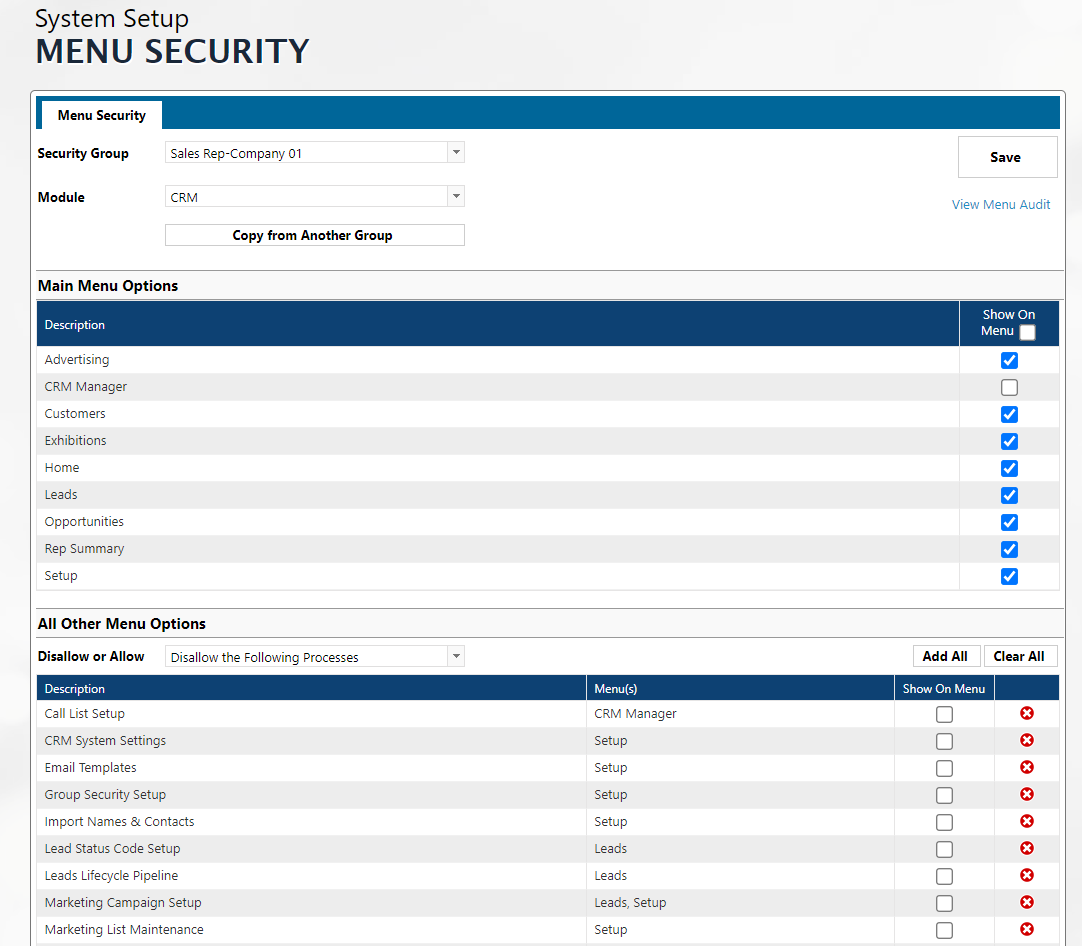 System Setup
MENU SECURITY
Menu Security
Security Group Sales Rep-Company 01 Save
Module CRM View Menu Audit
Copy from Another Group
Main Menu Options
Description Show On Menu
Advertising
CRM Manager
Customers
Exhibitions
Home
Leads
Opportunities
Rep Summary
Setup
All Other Menu Options
Disallow or Allow Disallow the Following Processes Add All Clear All
Description Menu(s) Show On Menu
Call List Setup CRM Manager
CRM System Settings Setup
Email Templates Setup
Group Security Setup Setup
Import Names & Contacts Setup
Lead Status Code Setup Leads
Leads Lifecycle Pipeline Leads
Marketing Campaign Setup Leads, Setup
Marketing List Maintenance Setup